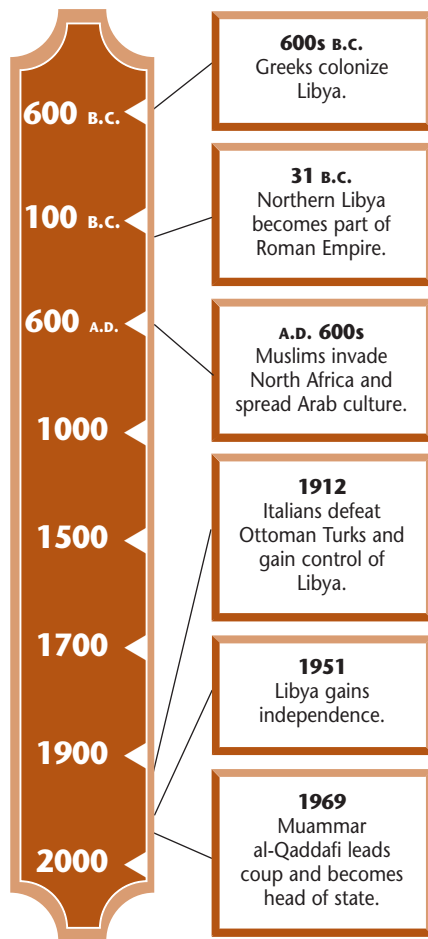 600 B.C.
100 B.C.
600 A.D.
1000
1500
1700
1900
2000
600s B.C.
Greeks colonize
Libya.
31 B.C.
Northern Libya
becomes part of
Roman Empire.
A.D. 600s
Muslims invade
North Africa and
spread Arab culture.
1912
Italians defeat
Ottoman Turks and
gain control of
Libya.
1951
Libya gains
independence.
1969
Muammar
al-Qaddafi leads
coup and becomes
head of state.